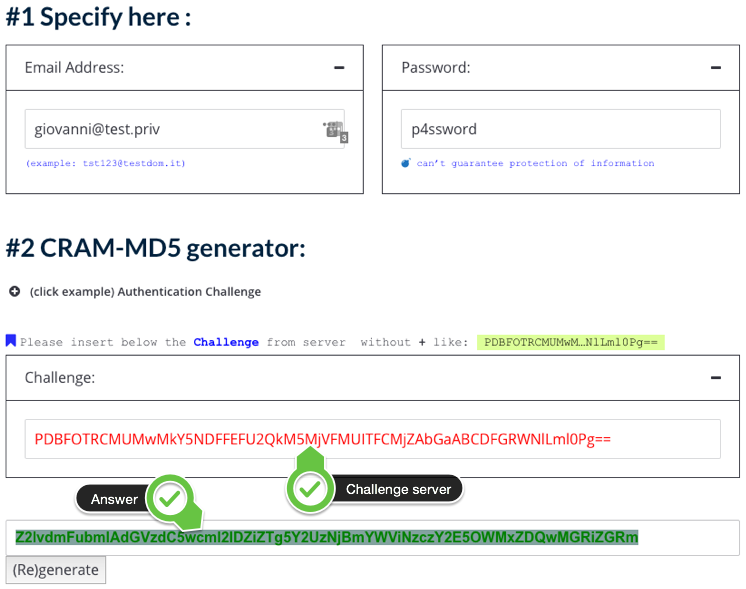 #1 Specify here :
Email Address:
Password:
giovanni@test.priv
3
p4ssword
(example: tst123@testdom.it)
can't guarantee protection of information
#2 CRAM-MD5 generator:
(click example) Authentication Challenge
Please insert below the Challenge from server without + like: PDBFOTRCMUMwM…NlLml0Pg==
Challenge:
PDBFOTRCMUMwMkY5NDFFEFU2QkM5MjVFMUITFCMjZAbGaABCDFGRWNlLml0Pg==
Challenge server
Answer
Z2lvdmFubmlAdGVzdC5wcml2IDZiZTg5Y2UzNjBmYWViNzczY2E5OWMxZDQwMGRiZGRm
(Re)generate